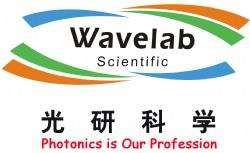 Wavelab
Scientific
光研科学
Photonics is Our Profession